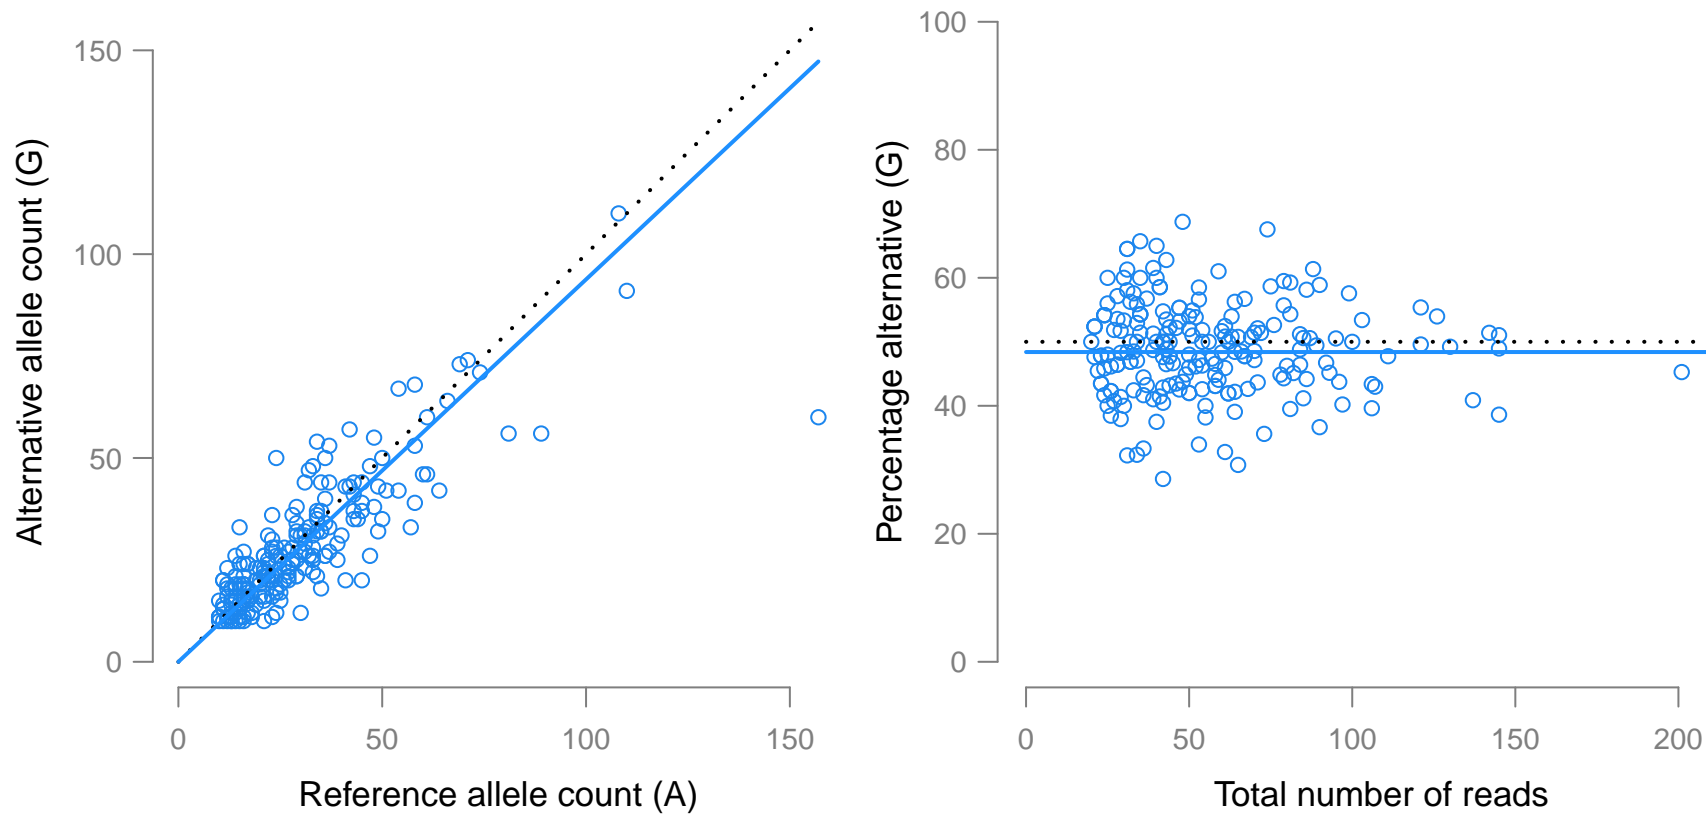 Alternative allele count (G)
150
100
50
0
0 50 100 150
Reference allele count (A)
Percentage alternative (G)
100
80
60
40
20
0
0 50 100 150 200
Total number of reads